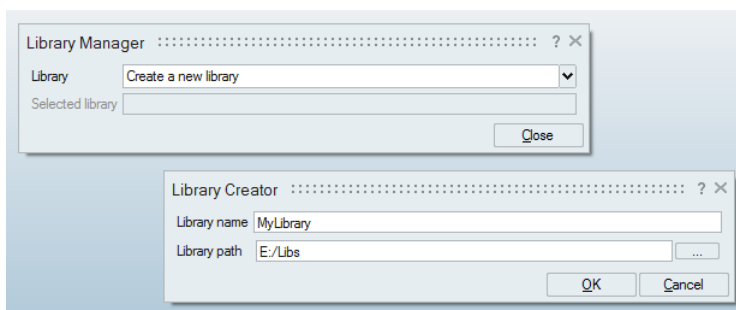 Library Manager ? ×
Library Create a new library
Selected library
Close
Library Creator ? ×
Library name MyLibrary
Library path E:/Libs ...
OK Cancel